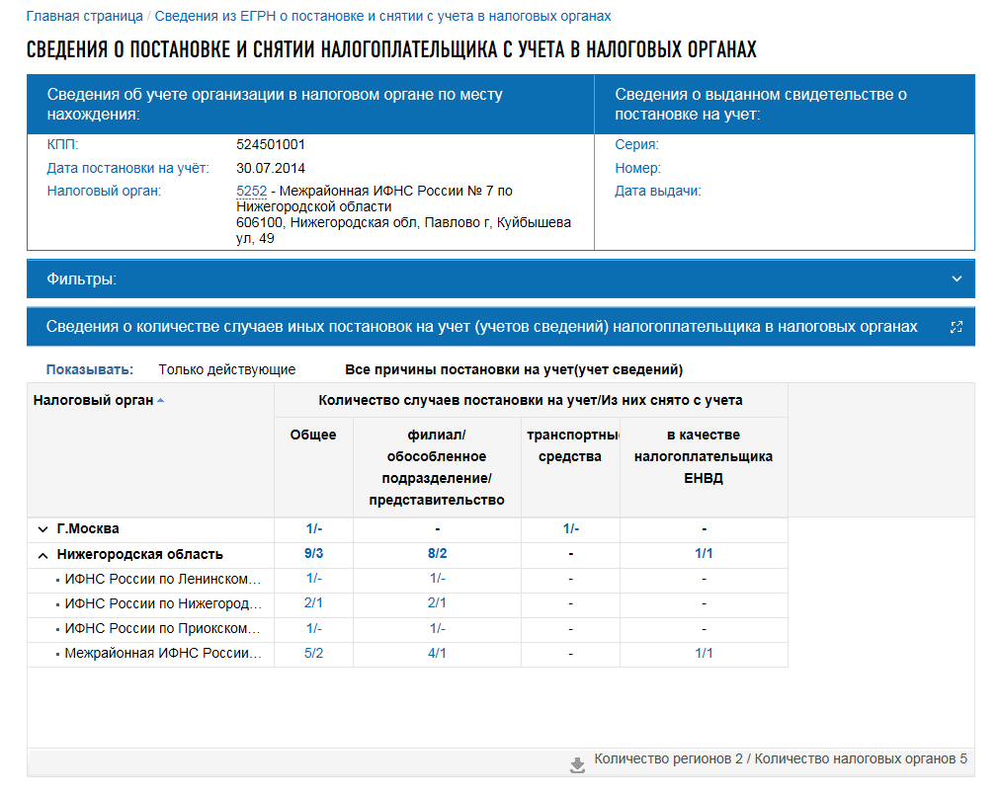 Главная страница / Сведения из ЕГРН о постановке и снятии с учета в налоговых органах
СВЕДЕНИЯ О ПОСТАНОВКЕ И СНЯТИИ НАЛОГОПЛАТЕЛЬЩИКА С УЧЕТА В НАЛОГОВЫХ ОРГАНАХ
Сведения об учете организации в налоговом органе по месту
нахождения:
Сведения о выданном свидетельстве о
постановке на учет:
КПП: 524501001
Дата постановки на учёт: 30.07.2014
Налоговый орган: 5252 - Межрайонная ИФНС России № 7 по
Нижегородской области
606100, Нижегородская обл, Павлово г, Куйбышева
ул, 49
Серия:
Номер:
Дата выдачи:
Фильтры:
Сведения о количестве случаев иных постановок на учет (учетов сведений) налогоплательщика в налоговых органах
Показывать: Только действующие Все причины постановки на учет(учет сведений)
Налоговый орган Количество случаев постановки на учет/Из них снято с учета
Общее
филиал/
обособленное
подразделение/
представительство
транспортны
средства
в качестве
налогоплательщика
ЕНВД
Г.Москва 1/- - 1/- -
Нижегородская область 9/3 8/2 - 1/1
ИФНС России по Ленинском... 1/- 1/- - -
ИФНС России по Нижегород... 2/1 2/1 - -
ИФНС России по Приокском... 1/- 1/- - -
Межрайонная ИФНС России... 5/2 4/1 - 1/1
Количество регионов 2 / Количество налоговых органов 5